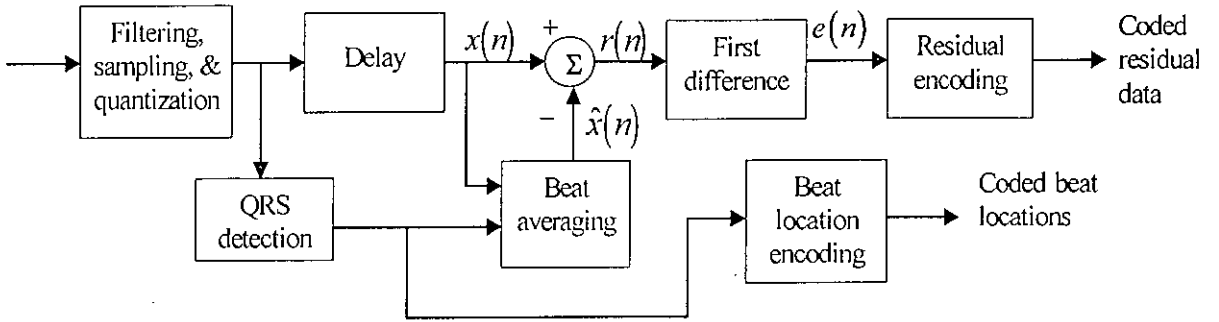 Filtering,
sampling, &
quantization
Delay
x(n)
+
Σ
r(n)
First
difference
e(n)
Residual
encoding
Coded
residual
data
−
x̂(n)
QRS
detection
Beat
averaging
Beat
location
encoding
Coded beat
locations